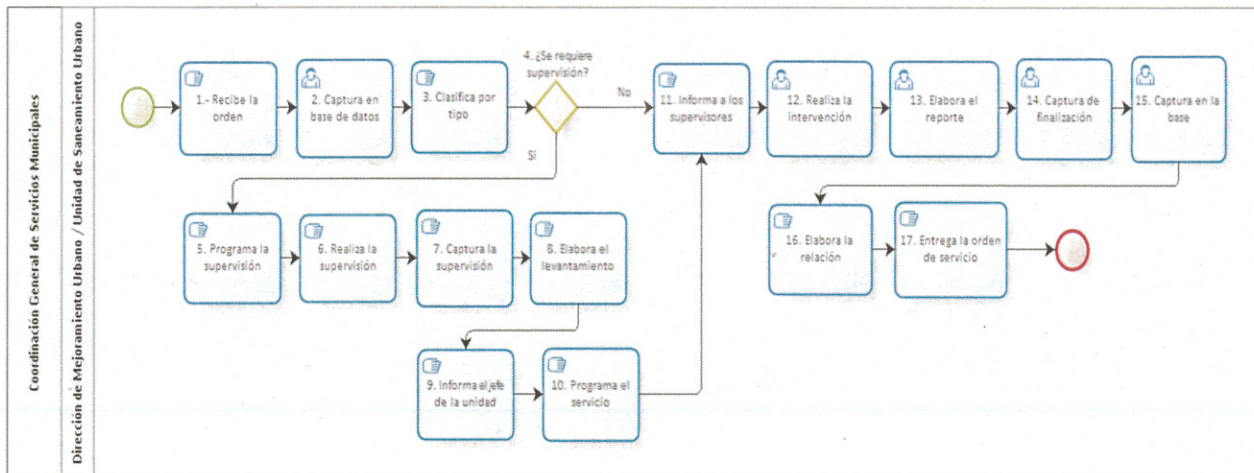 Coordinación General de Servicios Municipales
Dirección de Mejoramiento Urbano / Unidad de Saneamiento Urbano
1.- Recibe la
orden
2. Captura en
base de datos
3. Clasifica por
tipo
4. ¿Se requiere
supervisión?
No
Sí
5. Programa la
supervisión
6. Realiza la
supervisión
7. Captura la
supervisión
8. Elabora el
levantamiento
9. Informa el jefe
de la unidad
10. Programa el
servicio
11. Informa a los
supervisores
12. Realiza la
intervención
13. Elabora el
reporte
14. Captura de
finalización
15. Captura en la
base
16. Elabora la
relación
17. Entrega la orden
de servicio